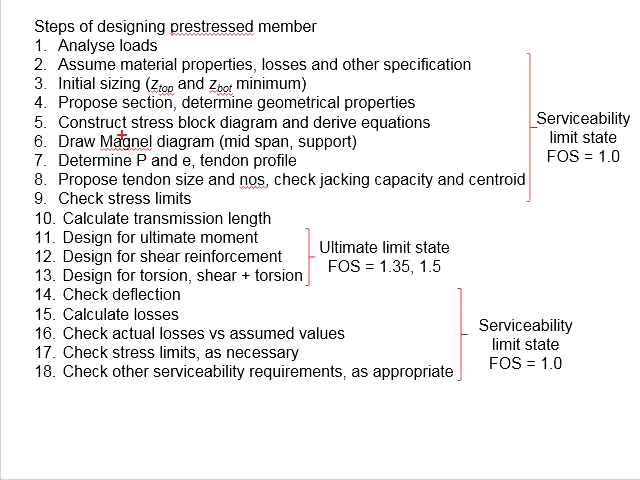 Steps of designing prestressed member
1. Analyse loads
2. Assume material properties, losses and other specification
3. Initial sizing (ztop and zbot minimum)
4. Propose section, determine geometrical properties
5. Construct stress block diagram and derive equations
6. Draw Magnel diagram (mid span, support)
7. Determine P and e, tendon profile
8. Propose tendon size and nos, check jacking capacity and centroid
9. Check stress limits
Serviceability
limit state
FOS = 1.0
10. Calculate transmission length
11. Design for ultimate moment
12. Design for shear reinforcement
13. Design for torsion, shear + torsion
Ultimate limit state
FOS = 1.35, 1.5
14. Check deflection
15. Calculate losses
16. Check actual losses vs assumed values
17. Check stress limits, as necessary
18. Check other serviceability requirements, as appropriate
Serviceability
limit state
FOS = 1.0